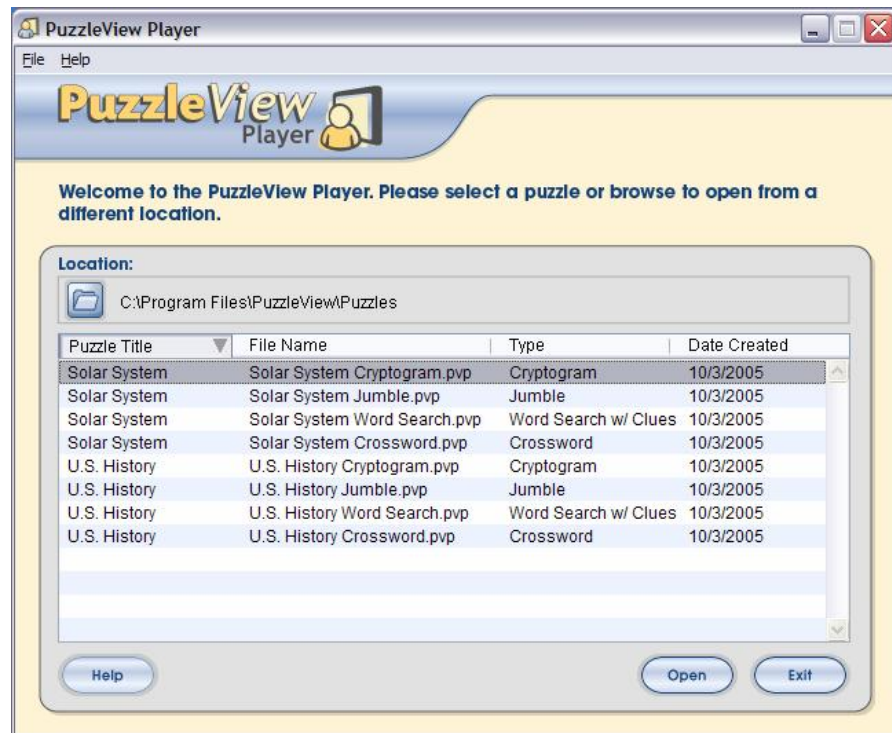 PuzzleView Player
File Help
PuzzleView
Player
Welcome to the PuzzleView Player. Please select a puzzle or browse to open from a
different location.
Location:
C:\Program Files\PuzzleView\Puzzles
Puzzle Title File Name Type Date Created
Solar System Solar System Cryptogram.pvp Cryptogram 10/3/2005
Solar System Solar System Jumble.pvp Jumble 10/3/2005
Solar System Solar System Word Search.pvp Word Search w/ Clues 10/3/2005
Solar System Solar System Crossword.pvp Crossword 10/3/2005
U.S. History U.S. History Cryptogram.pvp Cryptogram 10/3/2005
U.S. History U.S. History Jumble.pvp Jumble 10/3/2005
U.S. History U.S. History Word Search.pvp Word Search w/ Clues 10/3/2005
U.S. History U.S. History Crossword.pvp Crossword 10/3/2005
Help Open Exit